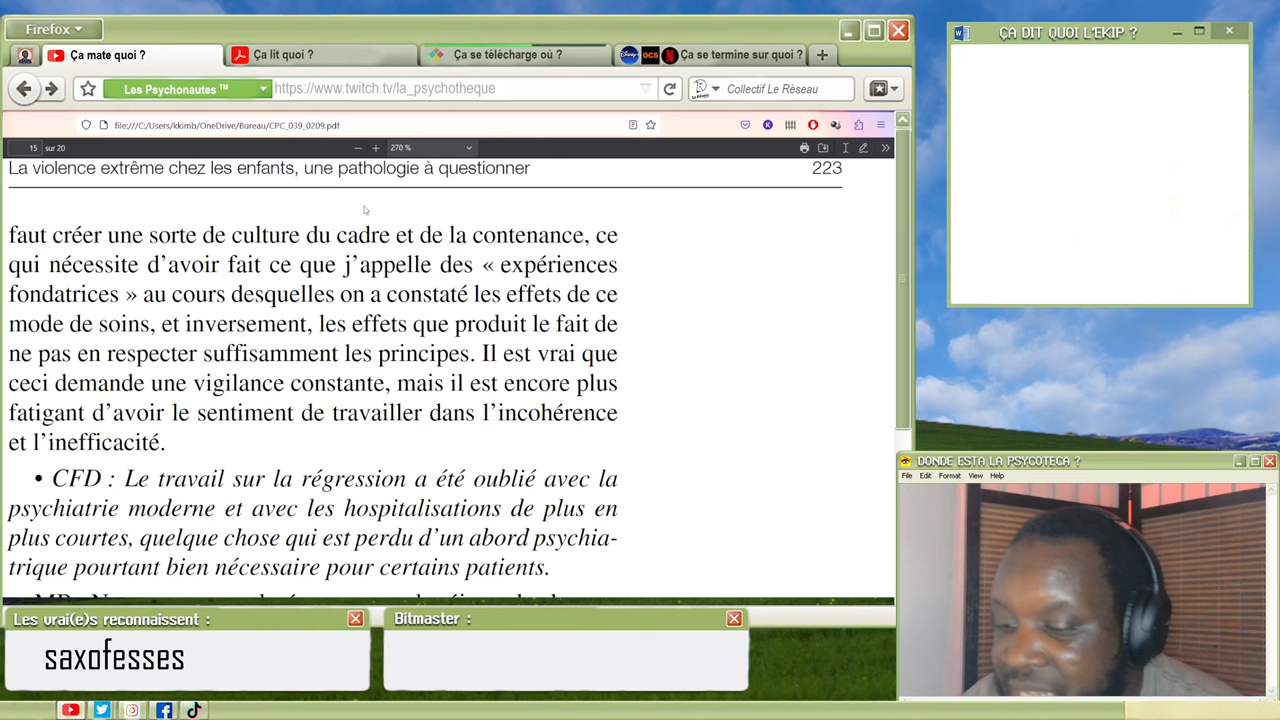 Firefox
ÇA DIT QUOI L'EKIP ?
Ça mate quoi ?
Ça lit quoi ?
Ça se télécharge où ?
Disney+ OCS N Ça se termine sur quoi ?
Les Psychonautes ™
https://www.twitch.tv/la_psychotheque
Collectif Le Réseau
file:///C:/Users/kkimb/OneDrive/Bureau/CPC_039_0209.pdf
15 sur 20
270 %
La violence extrême chez les enfants, une pathologie à questionner 223
faut créer une sorte de culture du cadre et de la contenance, ce
qui nécessite d’avoir fait ce que j’appelle des « expériences
fondatrices » au cours desquelles on a constaté les effets de ce
mode de soins, et inversement, les effets que produit le fait de
ne pas en respecter suffisamment les principes. Il est vrai que
ceci demande une vigilance constante, mais il est encore plus
fatigant d’avoir le sentiment de travailler dans l’incohérence
et l’inefficacité.
• CFD : Le travail sur la régression a été oublié avec la
psychiatrie moderne et avec les hospitalisations de plus en
plus courtes, quelque chose qui est perdu d’un abord psychia-
trique pourtant bien nécessaire pour certains patients.
DONDE ESTA LA PSYCOTECA ?
File Edit Format View Help
Les vrai(e)s reconnaissent :
saxofesses
Bitmaster :